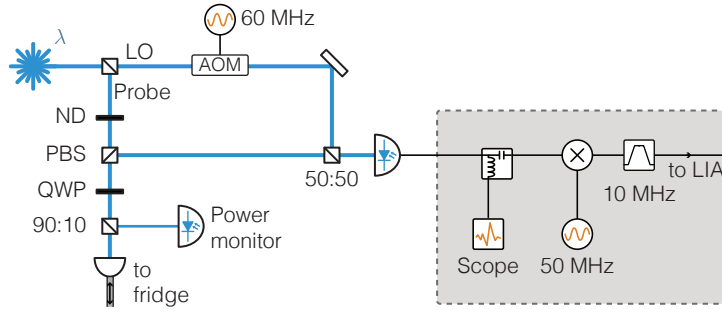 60 MHz
λ
LO
AOM
Probe
ND
PBS
50:50
to LIA
QWP
10 MHz
90:10
Power
monitor
Scope
50 MHz
to
fridge